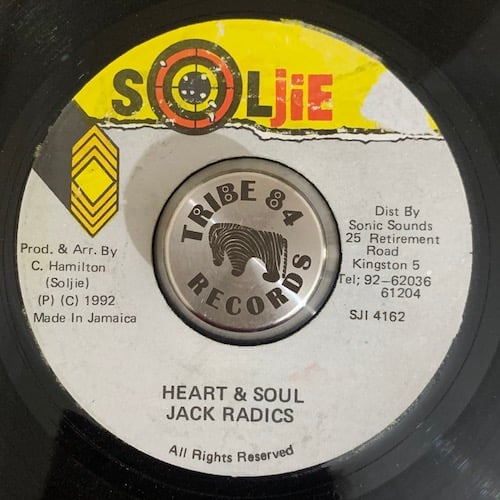 SOLjiE
TRIBE 84
RECORDS
Prod. & Arr. By
C. Hamilton
(Soljie)
(P) (C) 1992
Made In Jamaica
Dist By
Sonic Sounds
25 Retirement
Road
Kingston 5
Tel; 92-62036
61204
SJI 4162
HEART & SOUL
JACK RADICS
All Rights Reserved